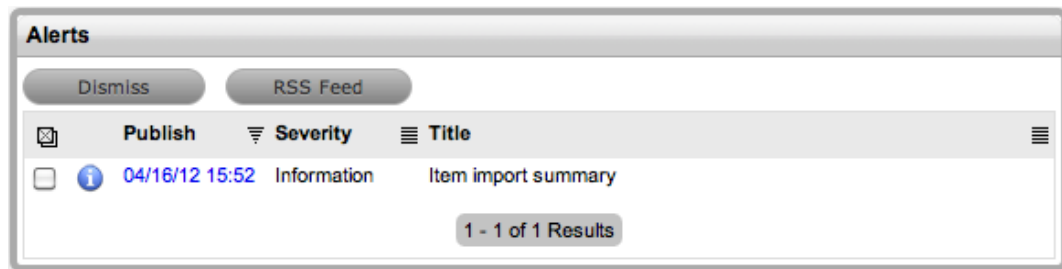 Alerts
Dismiss RSS Feed
Publish Severity Title
04/16/12 15:52 Information Item import summary
1 - 1 of 1 Results